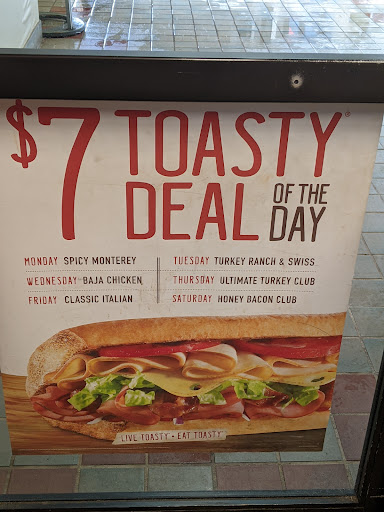 $7 TOASTY
DEAL OF THE DAY
MONDAY SPICY MONTEREY
TUESDAY TURKEY RANCH & SWISS
WEDNESDAY BAJA CHICKEN
THURSDAY ULTIMATE TURKEY CLUB
FRIDAY CLASSIC ITALIAN
SATURDAY HONEY BACON CLUB
LIVE TOASTY • EAT TOASTY